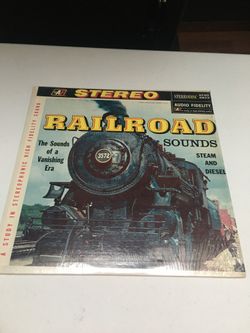 STEREO
STEREODISC
AUDIO FIDELITY
RAILROAD
SOUNDS
The Sounds of a
Vanishing
Era
STEAM
AND
DIESEL
3572
A STUDY IN STEREOPHONIC HIGH FIDELITY SOUND